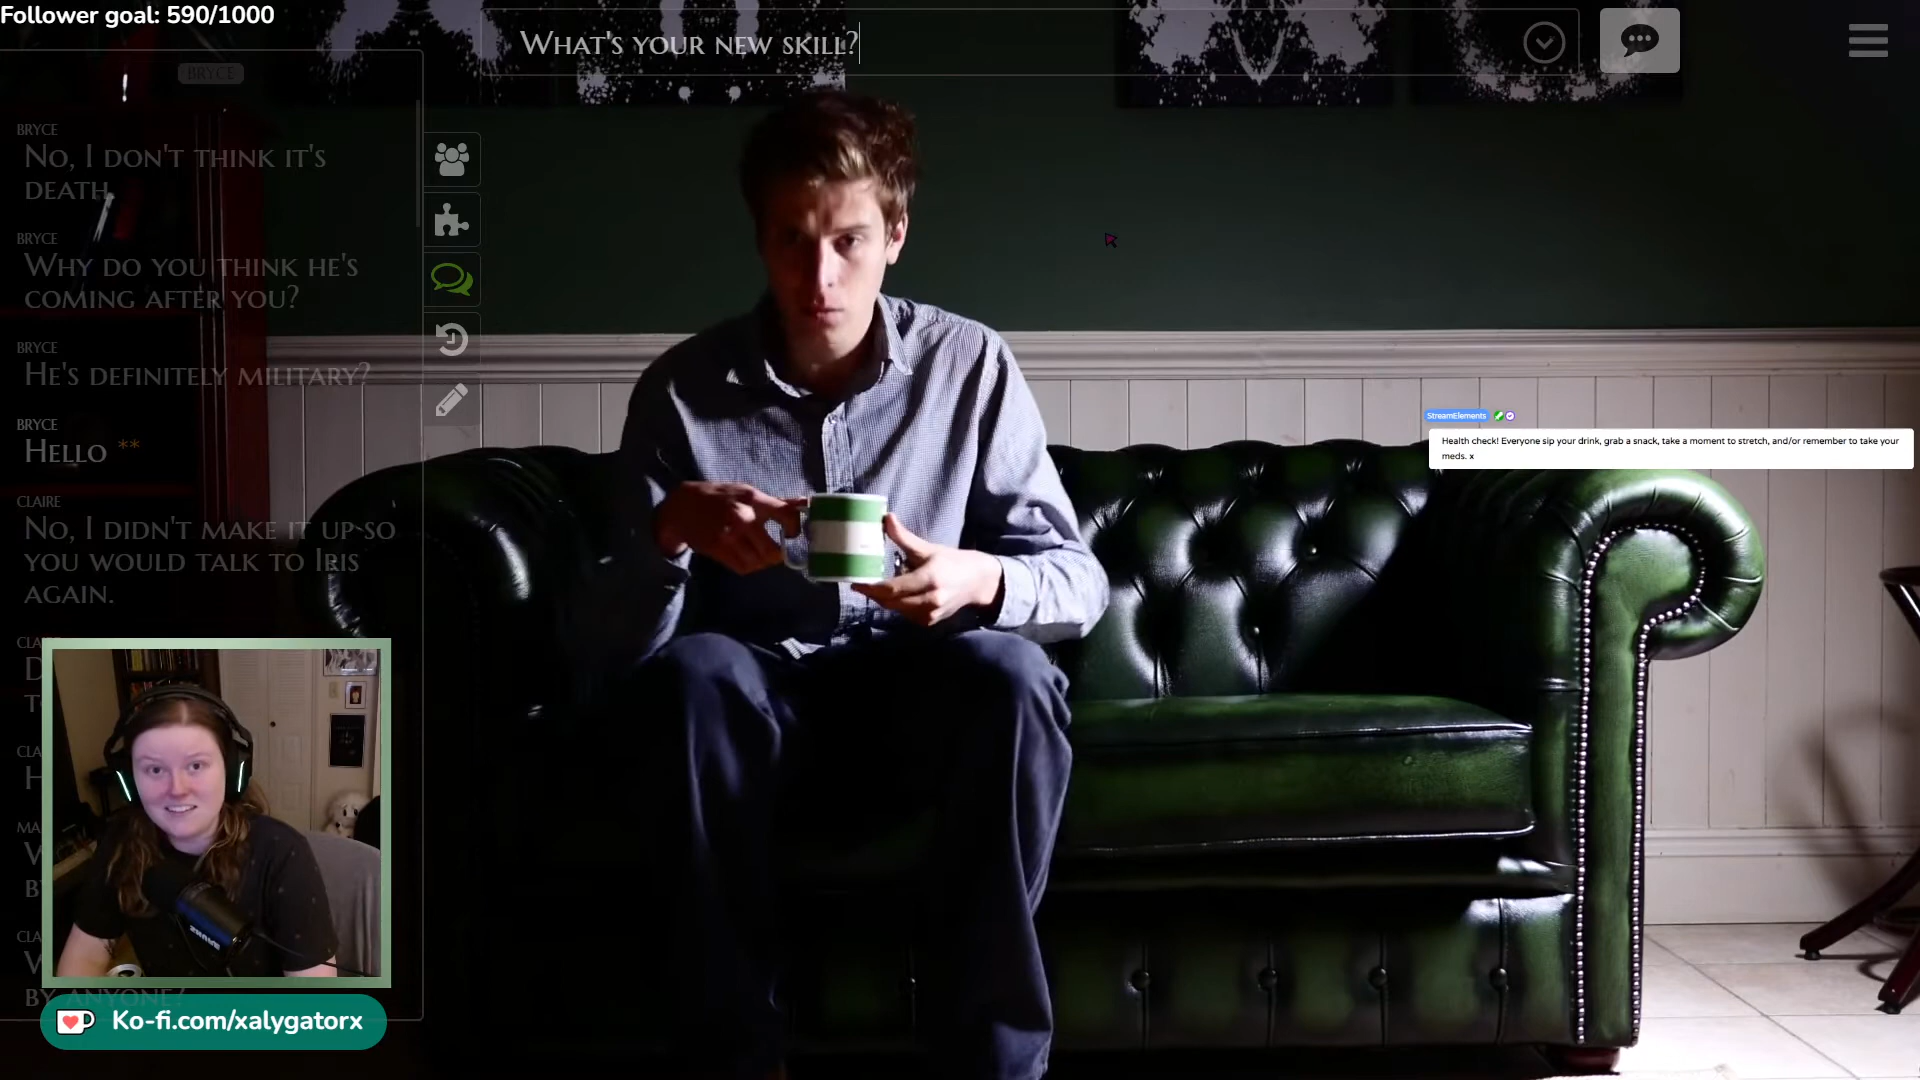 Follower goal: 590/1000
What's your new skill?
BRYCE
BRYCE
No, I don't think it's
death.
BRYCE
Why do you think he's
coming after you?
BRYCE
He's definitely military?
BRYCE
Hello **
CLAIRE
No, I didn't make it up so
you would talk to Iris
again.
StreamElements
Health check! Everyone sip your drink, grab a snack, take a moment to stretch, and/or remember to take your
meds. x
by anyone?
Ko-fi.com/xalygatorx